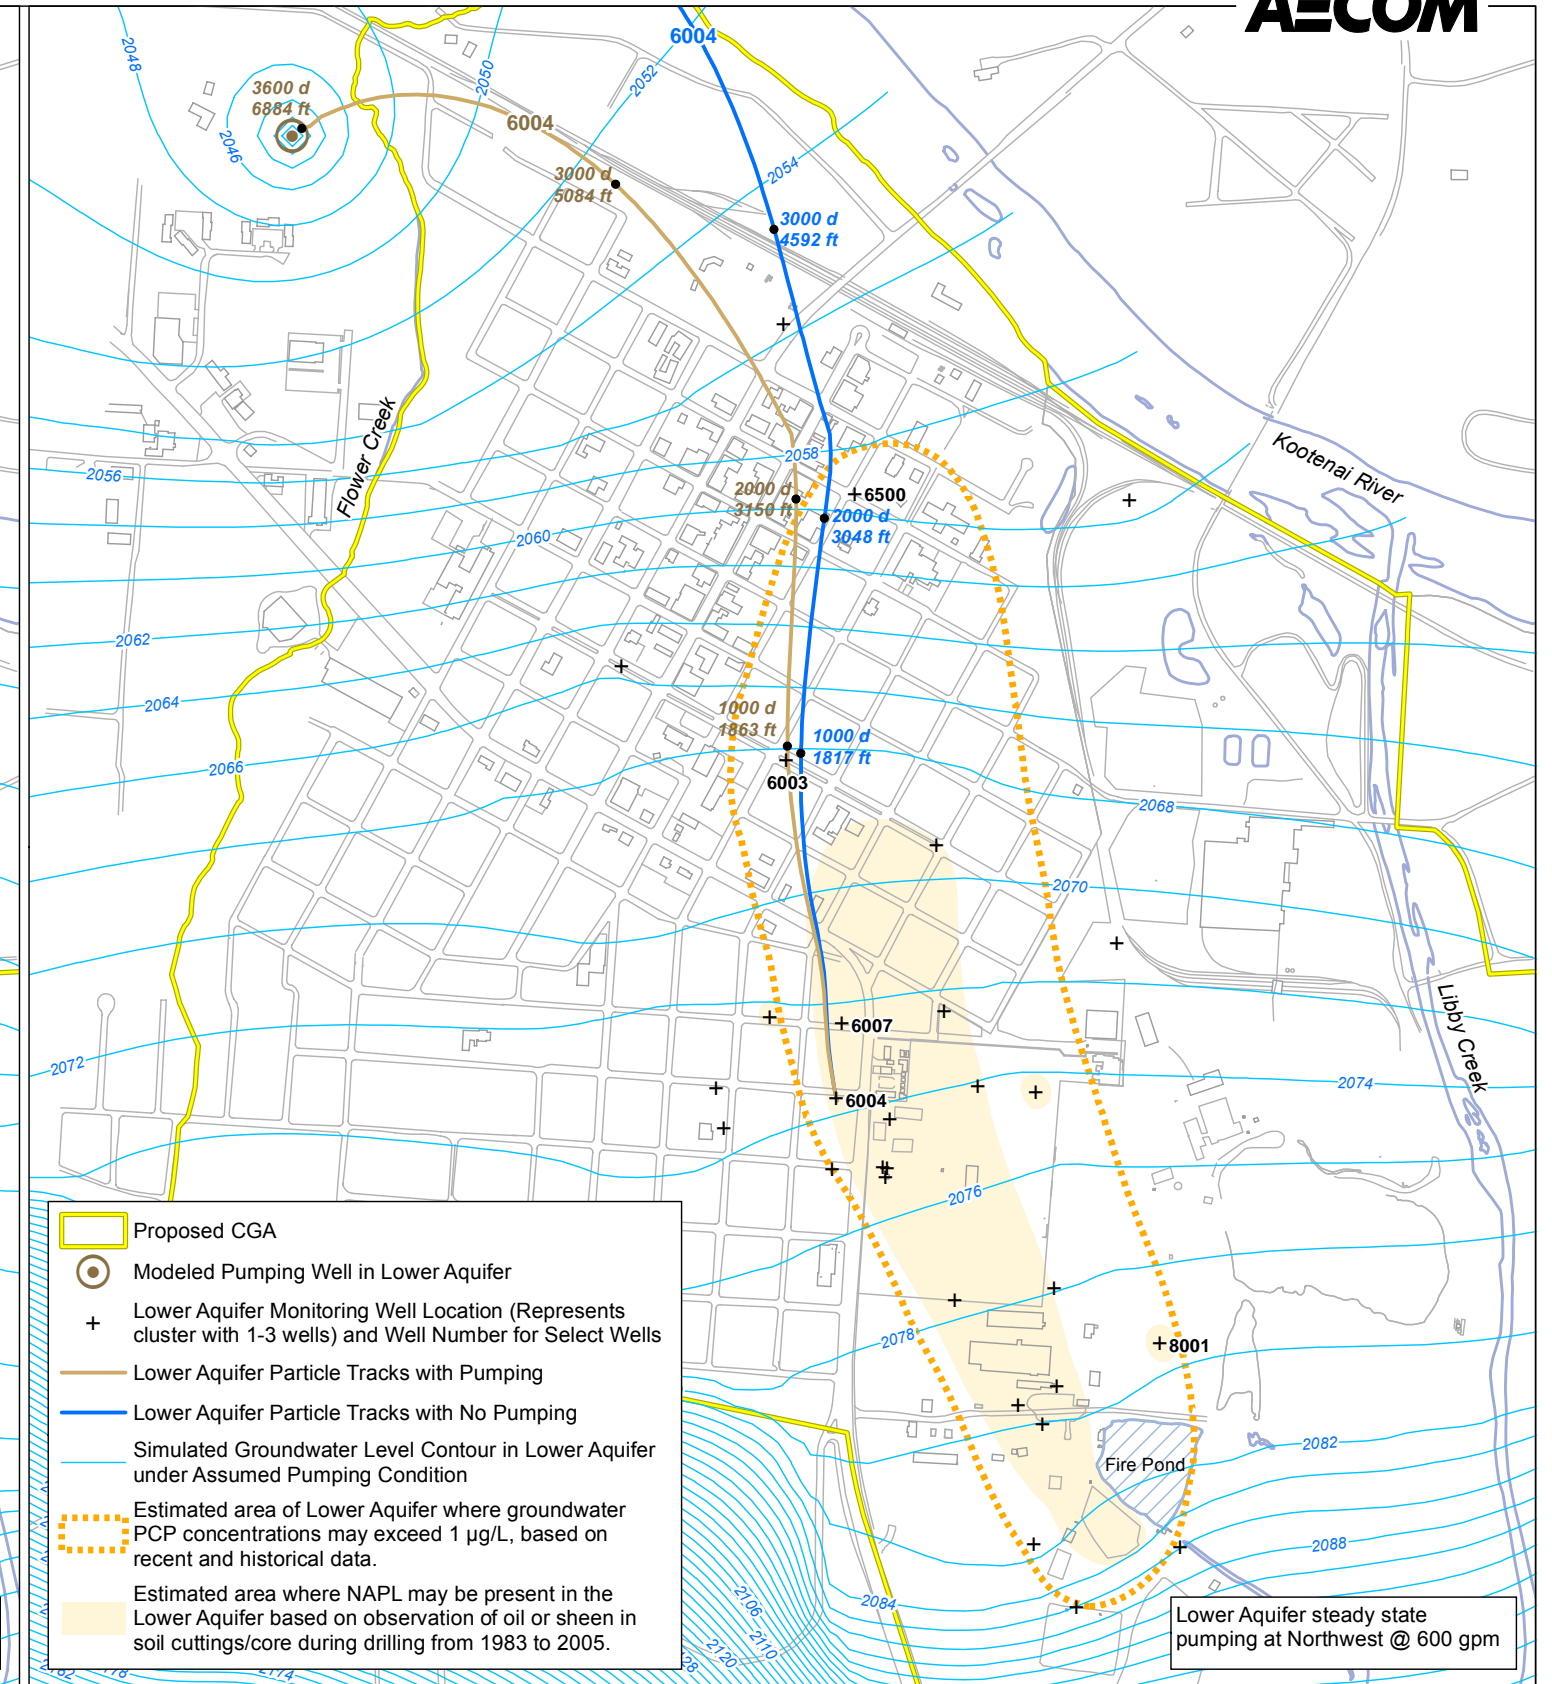 AECOM
6004
2048
2050
2052
3600 d
6884 ft
6004
2046
2054
3000 d
5084 ft
3000 d
4592 ft
Flower Creek
Kootenai River
2058
2056
2000 d
3150 ft
6500
2000 d
3048 ft
2060
2062
2064
1000 d
1863 ft
1000 d
1817 ft
2066
6003
2068
2070
Libby Creek
6007
2072
2074
6004
2076
2078
8001
2082
Fire Pond
2088
2084
2106
2110
2120
2174
Proposed CGA
Modeled Pumping Well in Lower Aquifer
Lower Aquifer Monitoring Well Location (Represents
cluster with 1-3 wells) and Well Number for Select Wells
Lower Aquifer Particle Tracks with Pumping
Lower Aquifer Particle Tracks with No Pumping
Simulated Groundwater Level Contour in Lower Aquifer
under Assumed Pumping Condition
Estimated area of Lower Aquifer where groundwater
PCP concentrations may exceed 1 µg/L, based on
recent and historical data.
Estimated area where NAPL may be present in the
Lower Aquifer based on observation of oil or sheen in
soil cuttings/core during drilling from 1983 to 2005.
Lower Aquifer steady state
pumping at Northwest @ 600 gpm